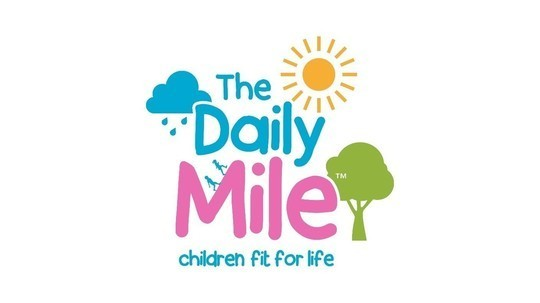 The
Daily
Mile™
children fit for life